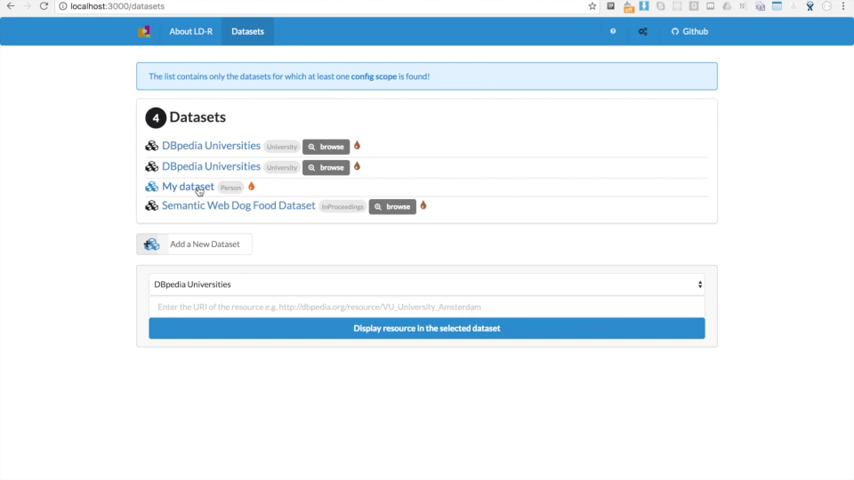 localhost:3000/datasets
About LD-R Datasets Github
The list contains only the datasets for which at least one config scope is found!
4 Datasets
DBpedia Universities University browse
DBpedia Universities University browse
My dataset Person
Semantic Web Dog Food Dataset InProceedings browse
Add a New Dataset
DBpedia Universities
Enter the URI of the resource e.g. http://dbpedia.org/resource/VU_University_Amsterdam
Display resource in the selected dataset